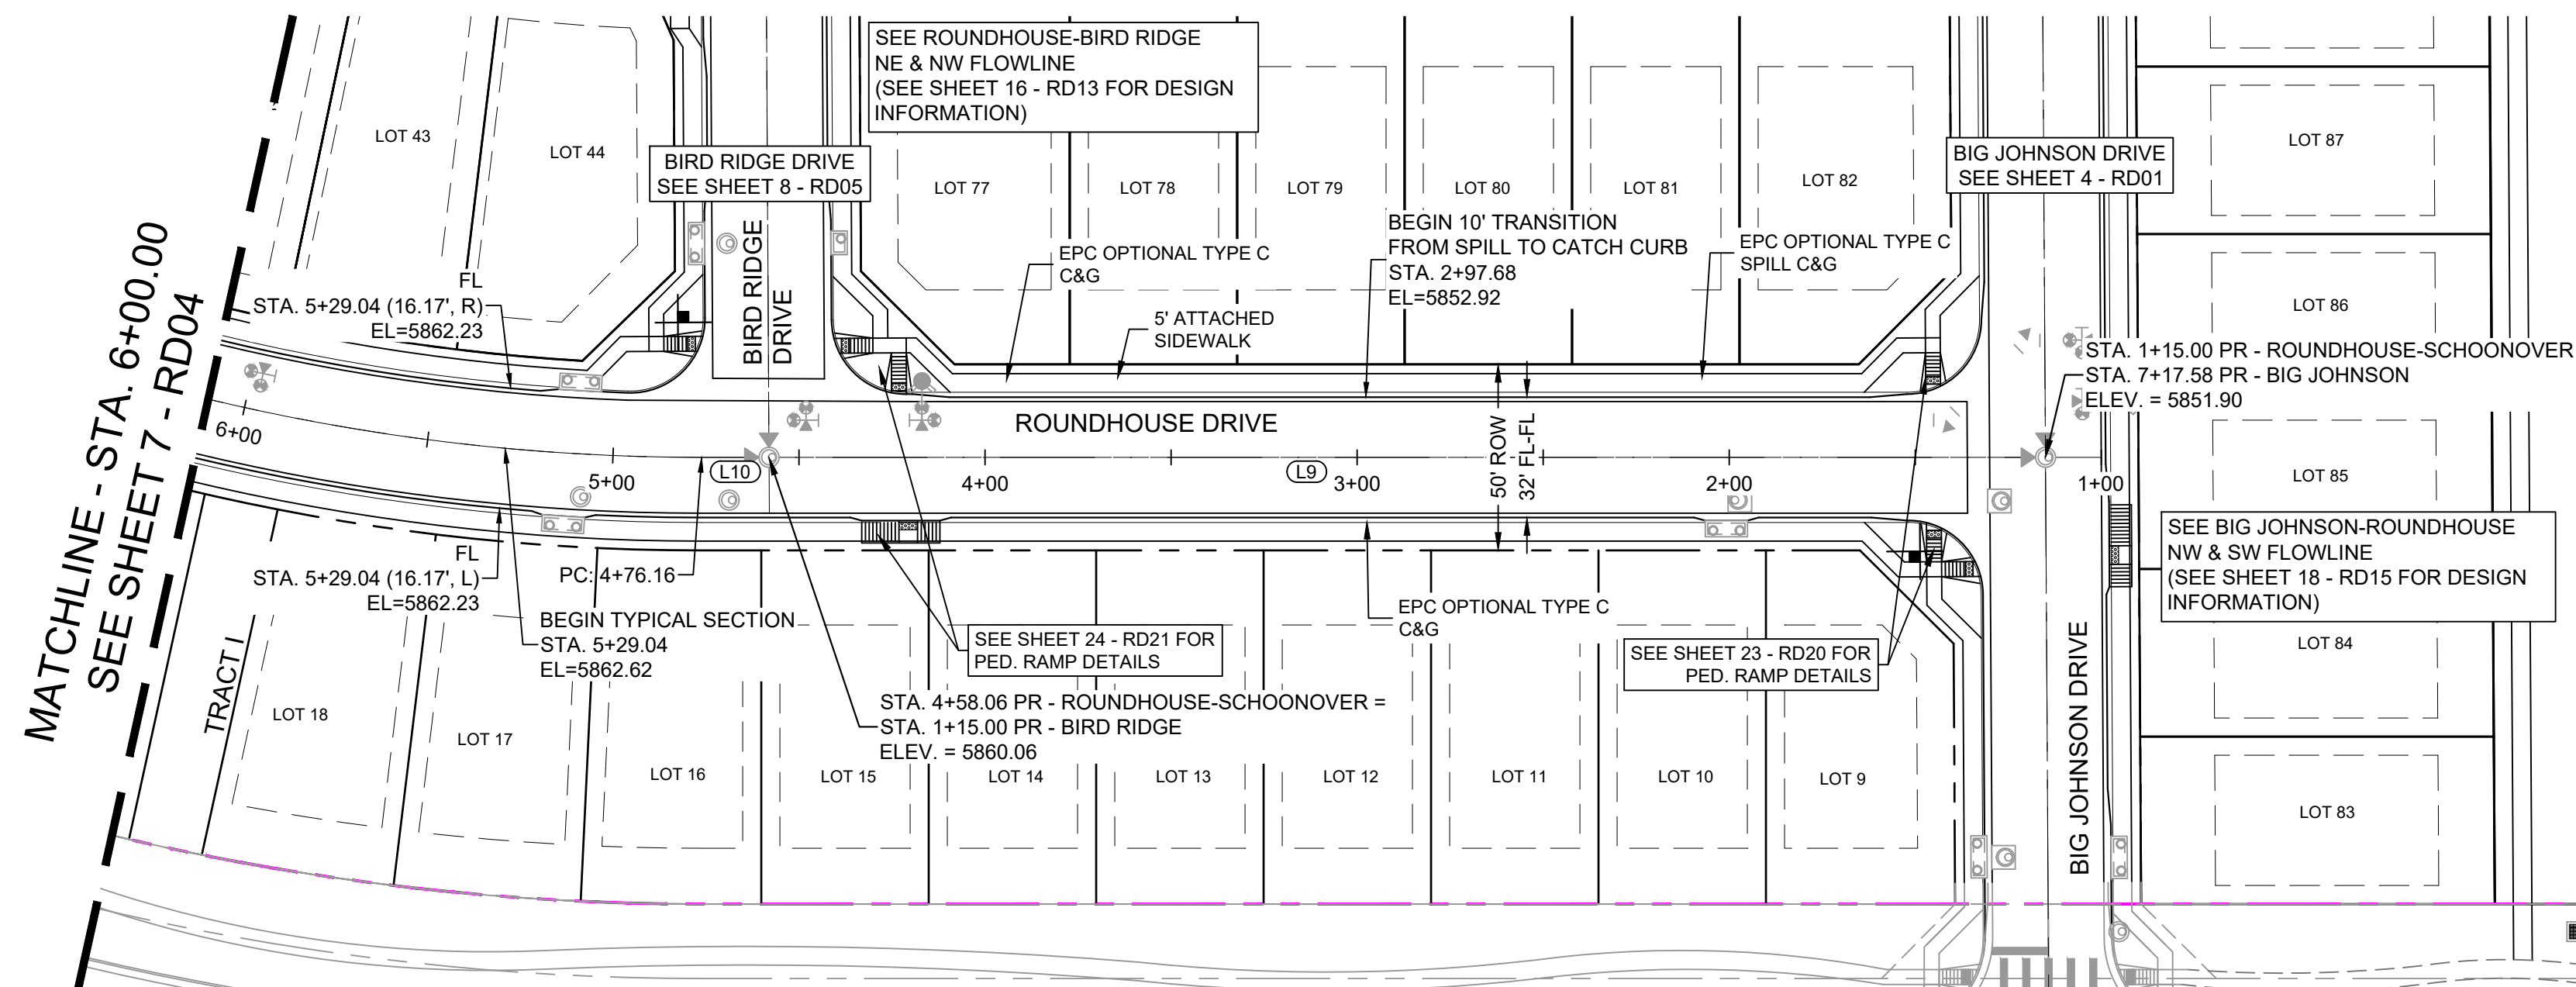 SEE ROUNDHOUSE-BIRD RIDGE
NE & NW FLOWLINE
(SEE SHEET 16 - RD13 FOR DESIGN
INFORMATION)
LOT 43
LOT 44
BIRD RIDGE DRIVE
SEE SHEET 8 - RD05
LOT 77
LOT 78
LOT 79
LOT 80
LOT 81
LOT 82
BIG JOHNSON DRIVE
SEE SHEET 4 - RD01
LOT 87
LOT 86
LOT 85
LOT 84
LOT 83
MATCHLINE - STA. 6+00.00
SEE SHEET 7 - RD04
FL
STA. 5+29.04 (16.17', R)
EL=5862.23
BIRD RIDGE
DRIVE
EPC OPTIONAL TYPE C
C&G
5' ATTACHED
SIDEWALK
BEGIN 10' TRANSITION
FROM SPILL TO CATCH CURB
STA. 2+97.68
EL=5852.92
EPC OPTIONAL TYPE C
SPILL C&G
STA. 1+15.00 PR - ROUNDHOUSE-SCHOONOVER
STA. 7+17.58 PR - BIG JOHNSON
ELEV. = 5851.90
ROUNDHOUSE DRIVE
50' ROW
32' FL-FL
6+00
5+00
L10
4+00
L9
3+00
2+00
1+00
SEE BIG JOHNSON-ROUNDHOUSE
NW & SW FLOWLINE
(SEE SHEET 18 - RD15 FOR DESIGN
INFORMATION)
FL
STA. 5+29.04 (16.17', L)
EL=5862.23
PC: 4+76.16
BEGIN TYPICAL SECTION
STA. 5+29.04
EL=5862.62
SEE SHEET 24 - RD21 FOR
PED. RAMP DETAILS
EPC OPTIONAL TYPE C
C&G
SEE SHEET 23 - RD20 FOR
PED. RAMP DETAILS
STA. 4+58.06 PR - ROUNDHOUSE-SCHOONOVER =
STA. 1+15.00 PR - BIRD RIDGE
ELEV. = 5860.06
BIG JOHNSON DRIVE
TRACT I
LOT 18
LOT 17
LOT 16
LOT 15
LOT 14
LOT 13
LOT 12
LOT 11
LOT 10
LOT 9